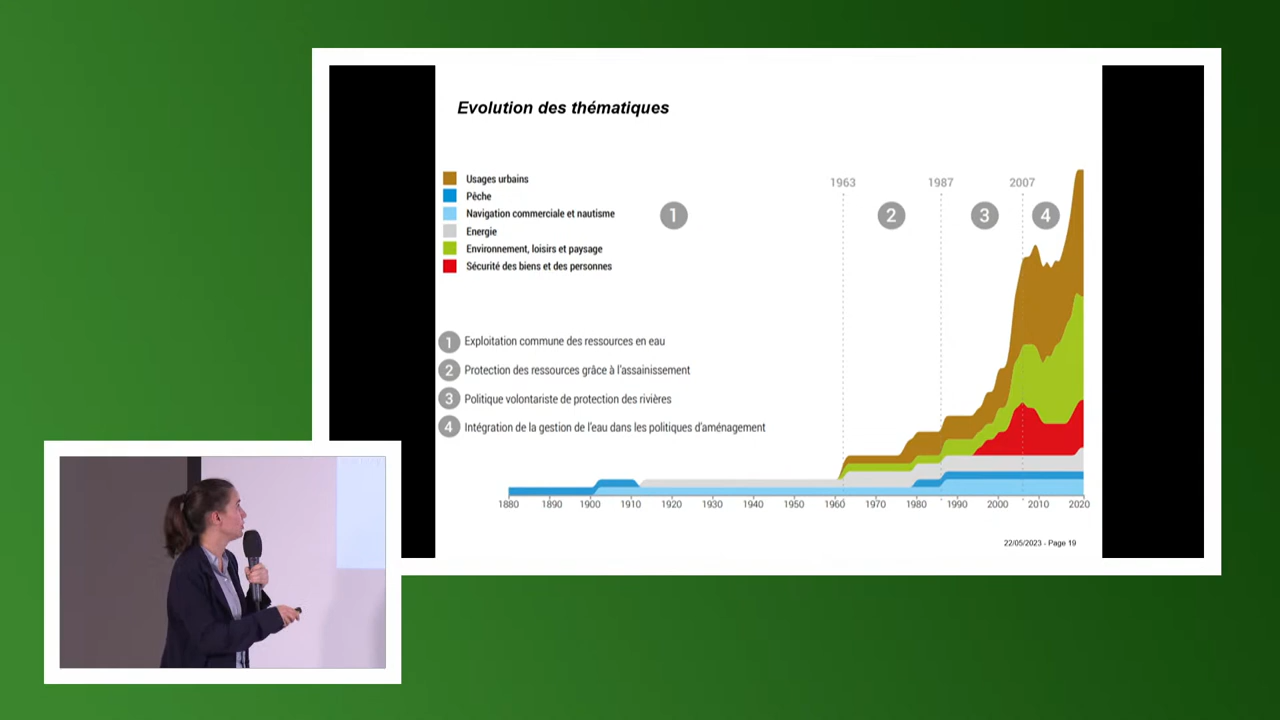 Evolution des thématiques
Usages urbains
Pêche
Navigation commerciale et nautisme
Energie
Environnement, loisirs et paysage
Sécurité des biens et des personnes
1963
1987
2007
1
2
3
4
1 Exploitation commune des ressources en eau
2 Protection des ressources grâce à l'assainissement
3 Politique volontariste de protection des rivières
4 Intégration de la gestion de l'eau dans les politiques d'aménagement
1880 1890 1900 1910 1920 1930 1940 1950 1960 1970 1980 1990 2000 2010 2020
22/05/2023 - Page 19